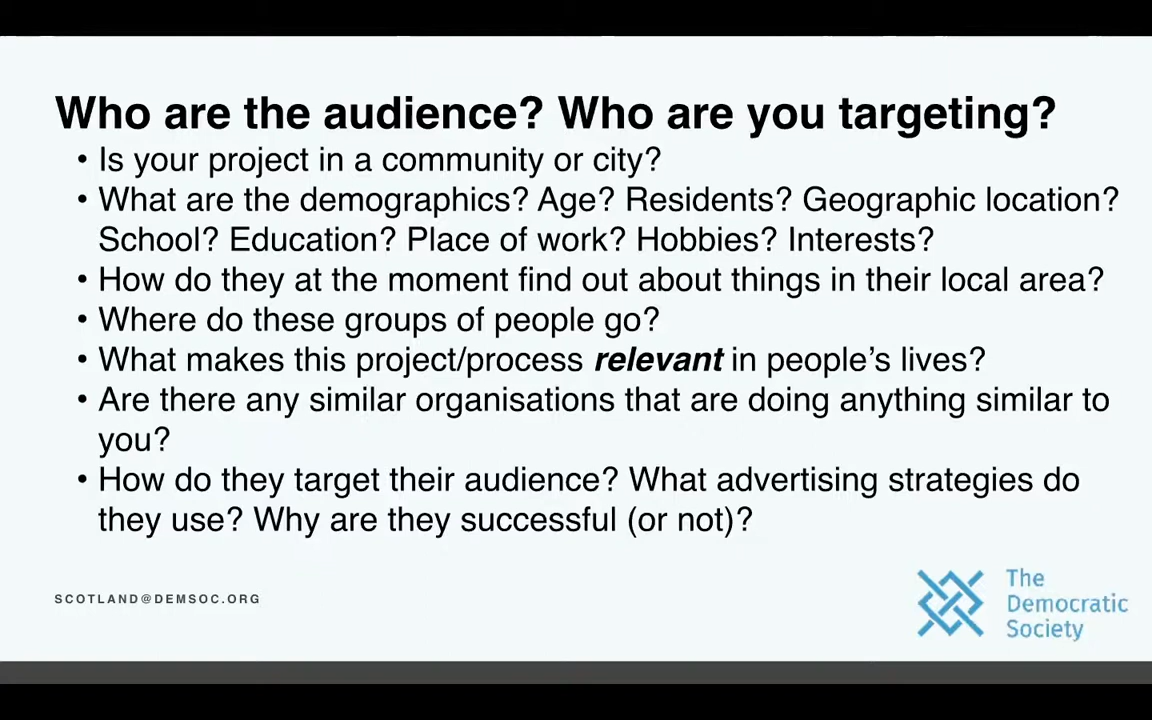 Who are the audience? Who are you targeting?
• Is your project in a community or city?
• What are the demographics? Age? Residents? Geographic location?
School? Education? Place of work? Hobbies? Interests?
• How do they at the moment find out about things in their local area?
• Where do these groups of people go?
• What makes this project/process relevant in people’s lives?
• Are there any similar organisations that are doing anything similar to
you?
• How do they target their audience? What advertising strategies do
they use? Why are they successful (or not)?
SCOTLAND@DEMSOC.ORG
The
Democratic
Society